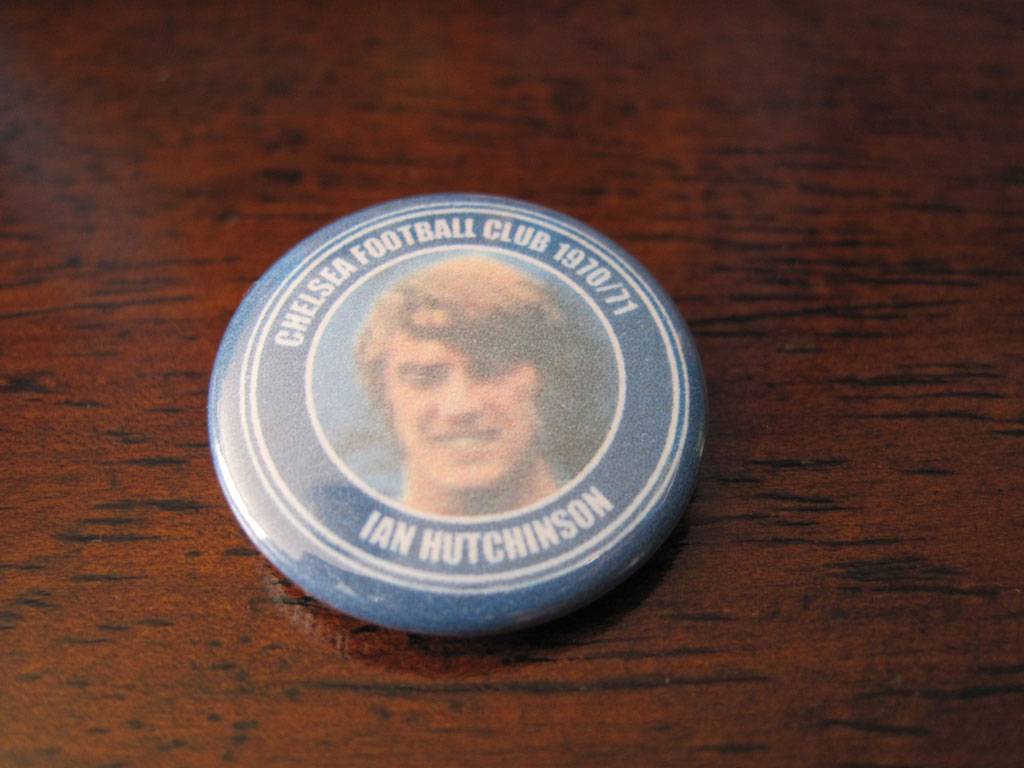 CHELSEA FOOTBALL CLUB 1970/71
IAN HUTCHINSON